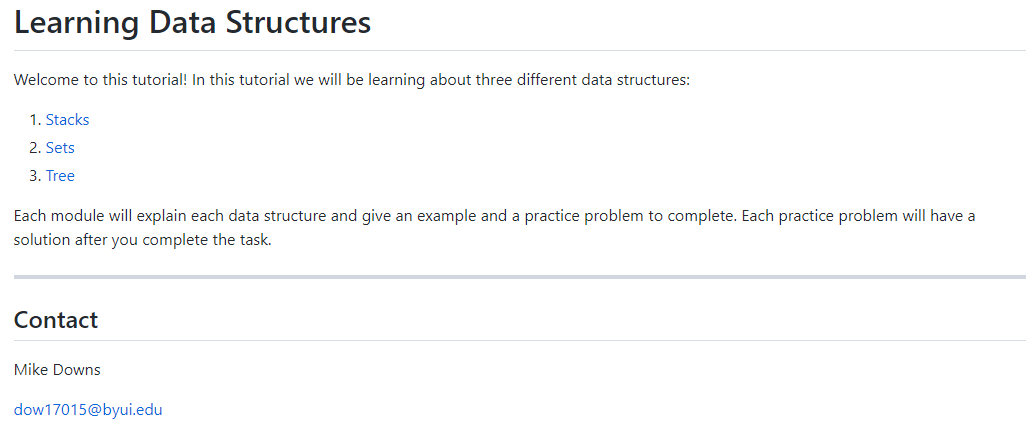 Learning Data Structures
Welcome to this tutorial! In this tutorial we will be learning about three different data structures:
1. Stacks
2. Sets
3. Tree
Each module will explain each data structure and give an example and a practice problem to complete. Each practice problem will have a
solution after you complete the task.
Contact
Mike Downs
dow17015@byui.edu